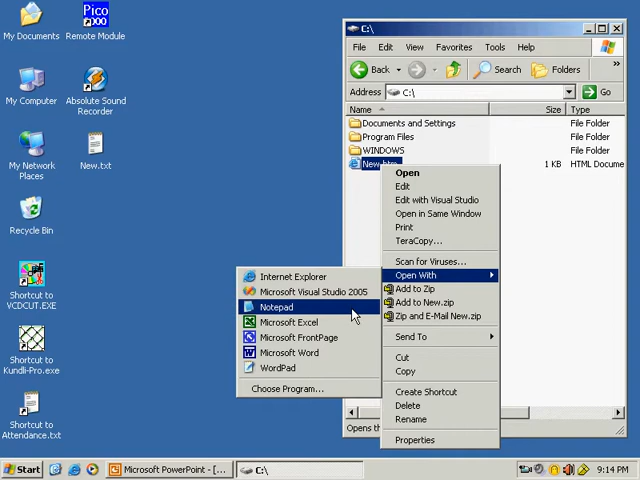 My Documents
Pico
Remote Module
My Computer
Absolute Sound
Recorder
My Network
Places
New.txt
Recycle Bin
Shortcut to
VCDCUT.EXE
Shortcut to
Kundli-Pro.exe
Shortcut to
Attendance.txt
C:\
File Edit View Favorites Tools Help
Back Search Folders »
Address C:\ Go
Name Size Type
Documents and Settings File Folder
Program Files File Folder
WINDOWS File Folder
1 KB HTML Docume
Open
Edit
Edit with Visual Studio
Open in Same Window
Print
TeraCopy...
Scan for Viruses...
Open With
Add to Zip
Add to New.zip
Zip and E-Mail New.zip
Send To
Cut
Copy
Create Shortcut
Delete
Rename
Properties
Internet Explorer
Microsoft Visual Studio 2005
Notepad
Microsoft Excel
Microsoft FrontPage
Microsoft Word
WordPad
Choose Program...
Opens th
Start
Microsoft PowerPoint - [...
C:\
9:14 PM